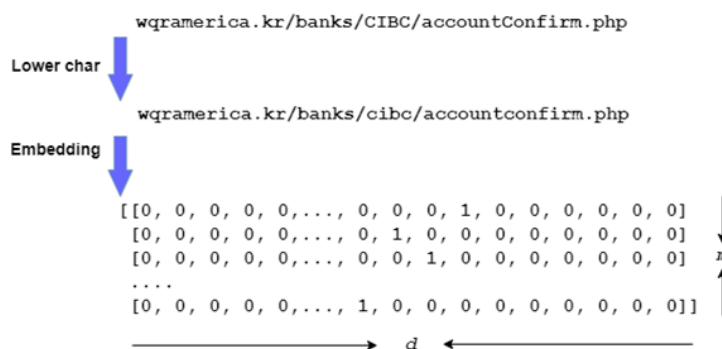 wqramerica.kr/banks/CIBC/accountConfirm.php
Lower char
wqramerica.kr/banks/cibc/accountconfirm.php
Embedding
[[0, 0, 0, 0, 0,..., 0, 0, 0, 1, 0, 0, 0, 0, 0, 0]
[0, 0, 0, 0, 0,..., 0, 1, 0, 0, 0, 0, 0, 0, 0, 0]
[0, 0, 0, 0, 0,..., 0, 0, 1, 0, 0, 0, 0, 0, 0, 0]
....
[0, 0, 0, 0, 0,..., 1, 0, 0, 0, 0, 0, 0, 0, 0, 0]]
d